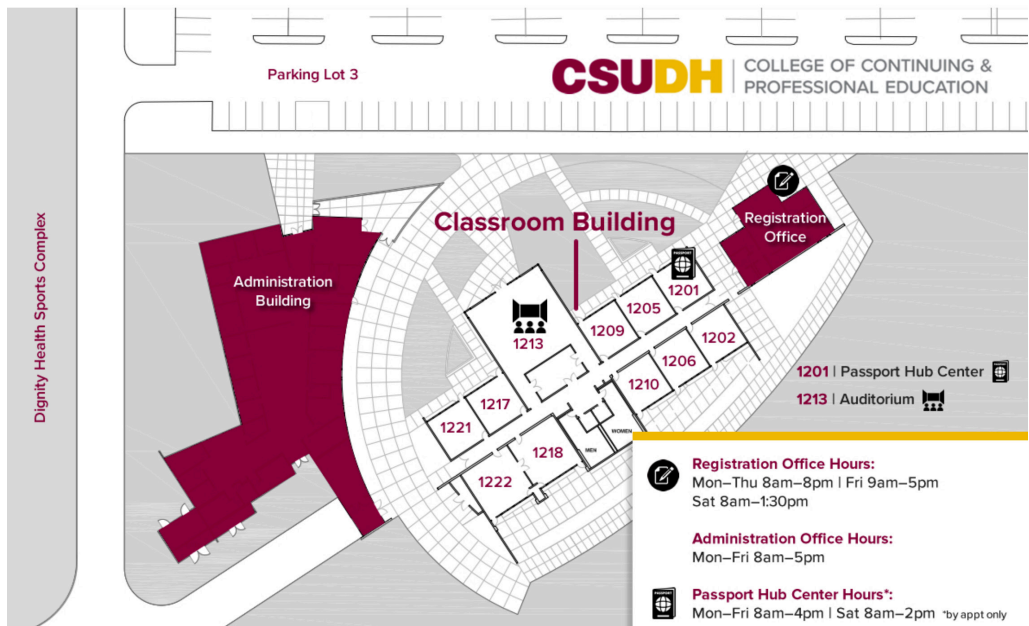 Parking Lot 3
CSUDH
COLLEGE OF CONTINUING &
PROFESSIONAL EDUCATION
Dignity Health Sports Complex
Administration
Building
Classroom Building
Registration
Office
PASSPORT
1201
1205
1209
1213
1202
1206
1210
1217
1221
1218
1222
MEN
WOMEN
1201 | Passport Hub Center
1213 | Auditorium
Registration Office Hours:
Mon–Thu 8am–8pm | Fri 9am–5pm
Sat 8am–1:30pm
Administration Office Hours:
Mon–Fri 8am–5pm
PASSPORT
Passport Hub Center Hours*:
Mon–Fri 8am–4pm | Sat 8am–2pm *by appt only